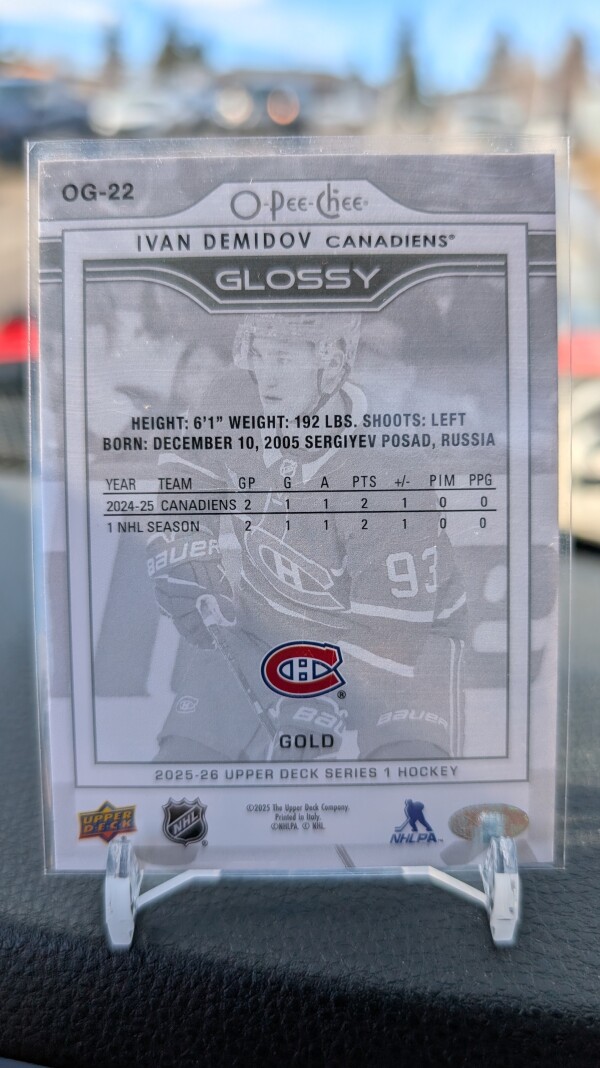 OG-22
O-Pee-Chee®
IVAN DEMIDOV CANADIENS®
GLOSSY
HEIGHT: 6'1" WEIGHT: 192 LBS. SHOOTS: LEFT
BORN: DECEMBER 10, 2005 SERGIYEV POSAD, RUSSIA
YEAR TEAM GP G A PTS +/- PIM PPG
2024-25 CANADIENS 2 1 1 2 1 0 0
1 NHL SEASON 2 1 1 2 1 0 0
BAUER
93
BAUER
GOLD
2025-26 UPPER DECK SERIES 1 HOCKEY
UPPER DECK
NHL
©2025 The Upper Deck Company.
Printed in Italy.
©NHLPA © NHL
NHLPA